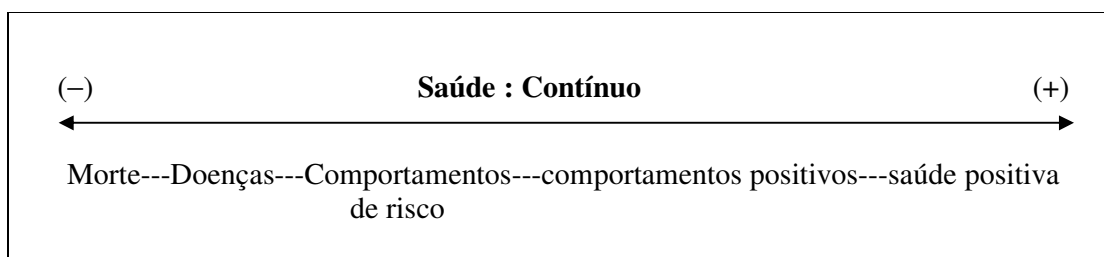 (−) Saúde : Contínuo (+)
Morte---Doenças---Comportamentos---comportamentos positivos---saúde positiva
de risco